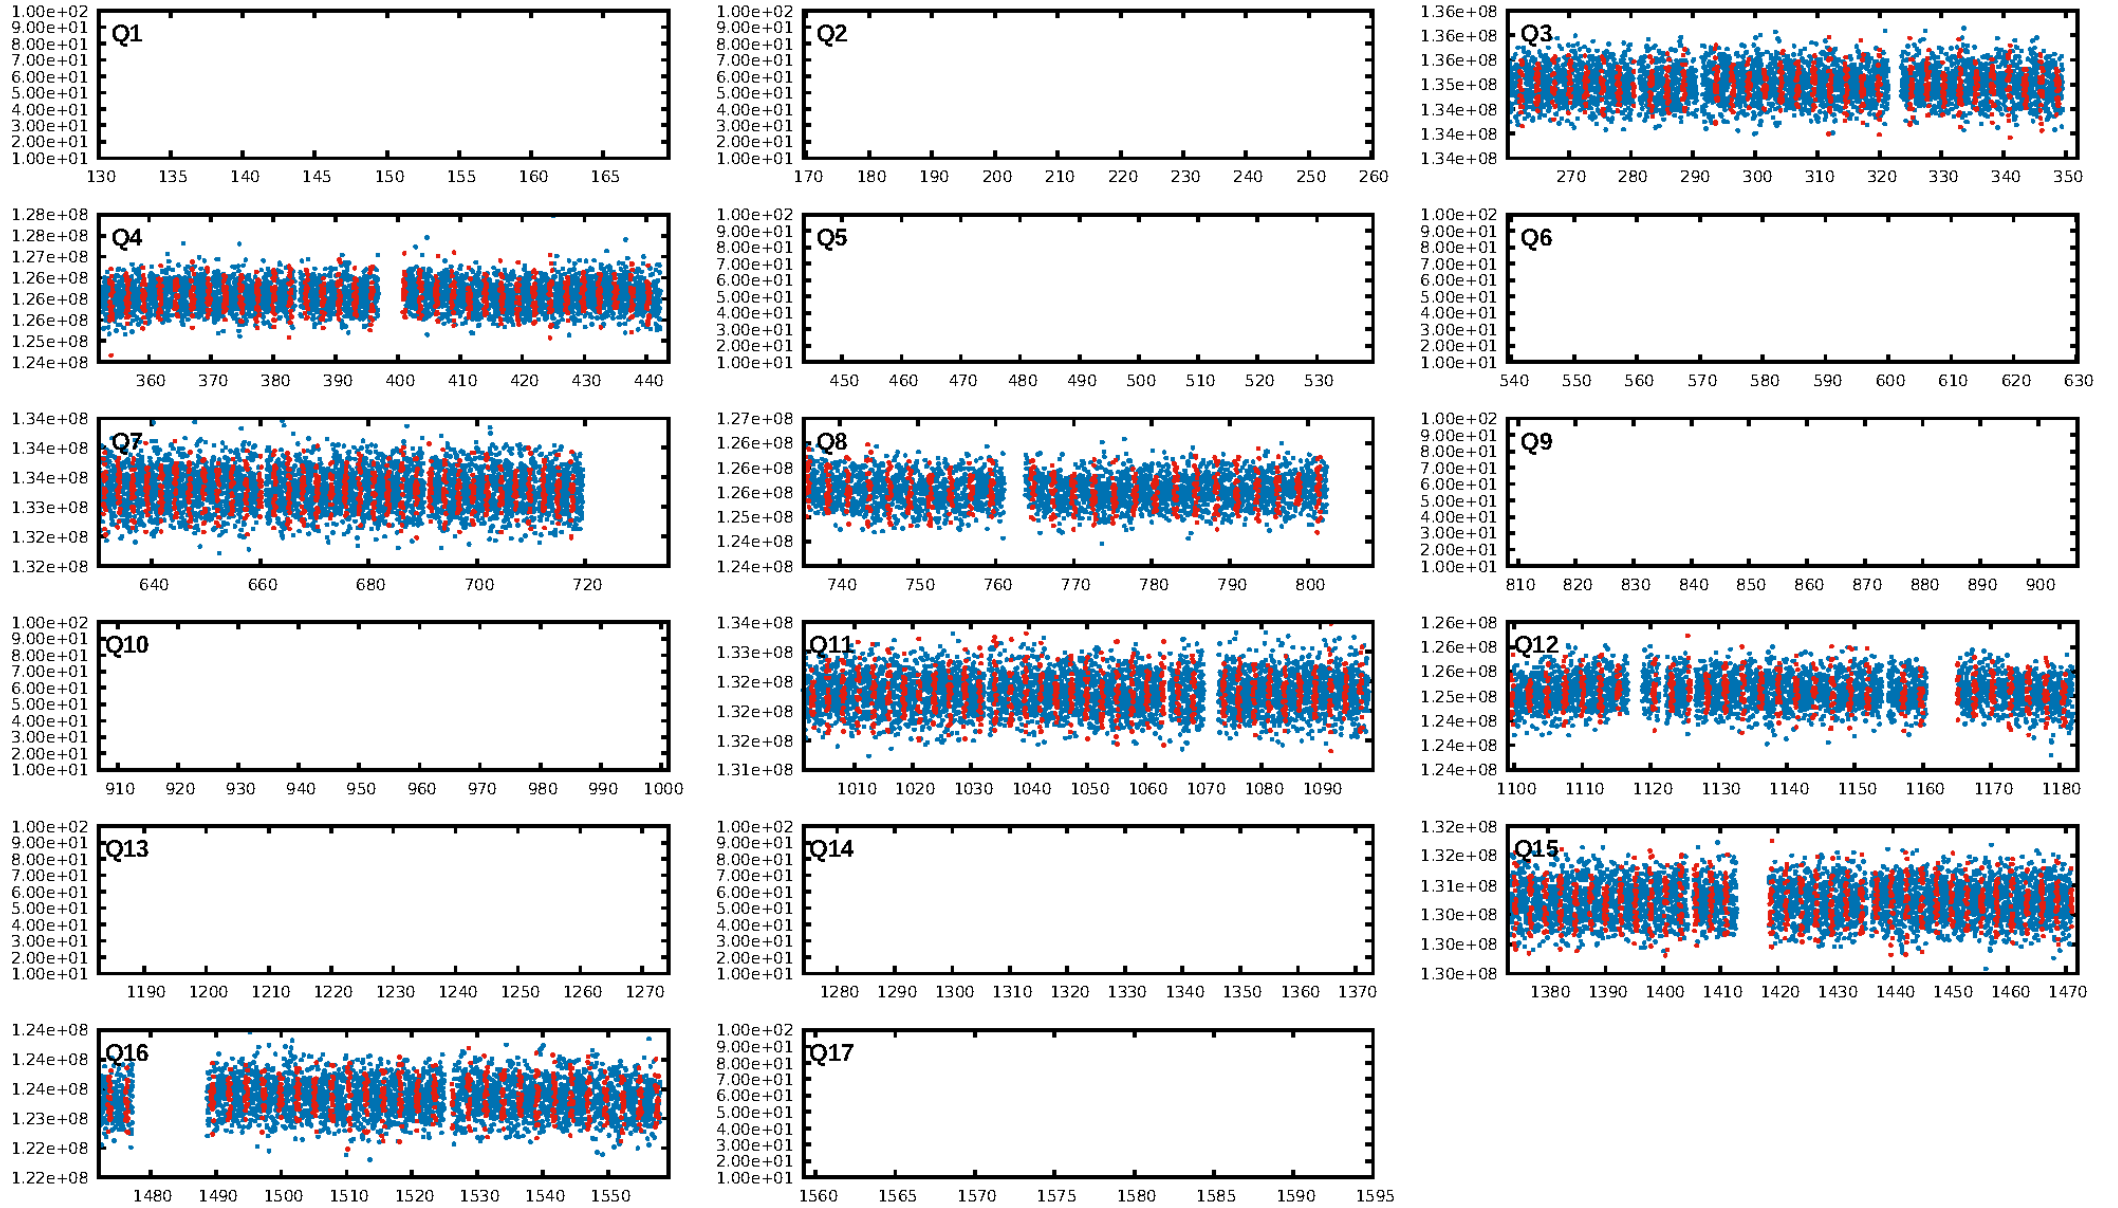 1.00e+02 9.00e+01 8.00e+01 7.00e+01 6.00e+01 5.00e+01 4.00e+01 3.00e+01 2.00e+01 1.00e+01
Q1
130 135 140 145 150 155 160 165
1.00e+02 9.00e+01 8.00e+01 7.00e+01 6.00e+01 5.00e+01 4.00e+01 3.00e+01 2.00e+01 1.00e+01
Q2
170 180 190 200 210 220 230 240 250 260
1.36e+08 1.36e+08 1.36e+08 1.35e+08 1.34e+08 1.34e+08 1.34e+08
Q3
270 280 290 300 310 320 330 340 350
1.28e+08 1.28e+08 1.27e+08 1.26e+08 1.26e+08 1.26e+08 1.25e+08 1.24e+08
Q4
360 370 380 390 400 410 420 430 440
1.00e+02 9.00e+01 8.00e+01 7.00e+01 6.00e+01 5.00e+01 4.00e+01 3.00e+01 2.00e+01 1.00e+01
Q5
450 460 470 480 490 500 510 520 530
1.00e+02 9.00e+01 8.00e+01 7.00e+01 6.00e+01 5.00e+01 4.00e+01 3.00e+01 2.00e+01 1.00e+01
Q6
540 550 560 570 580 590 600 610 620 630
1.34e+08 1.34e+08 1.34e+08 1.33e+08 1.32e+08 1.32e+08
Q7
640 660 680 700 720
1.27e+08 1.26e+08 1.26e+08 1.26e+08 1.25e+08 1.24e+08 1.24e+08
Q8
740 750 760 770 780 790 800
1.00e+02 9.00e+01 8.00e+01 7.00e+01 6.00e+01 5.00e+01 4.00e+01 3.00e+01 2.00e+01 1.00e+01
Q9
810 820 830 840 850 860 870 880 890 900
1.00e+02 9.00e+01 8.00e+01 7.00e+01 6.00e+01 5.00e+01 4.00e+01 3.00e+01 2.00e+01 1.00e+01
Q10
910 920 930 940 950 960 970 980 990 1000
1.34e+08 1.33e+08 1.32e+08 1.32e+08 1.32e+08 1.31e+08
Q11
1010 1020 1030 1040 1050 1060 1070 1080 1090
1.26e+08 1.26e+08 1.26e+08 1.25e+08 1.24e+08 1.24e+08 1.24e+08
Q12
1100 1110 1120 1130 1140 1150 1160 1170 1180
1.00e+02 9.00e+01 8.00e+01 7.00e+01 6.00e+01 5.00e+01 4.00e+01 3.00e+01 2.00e+01 1.00e+01
Q13
1190 1200 1210 1220 1230 1240 1250 1260 1270
1.00e+02 9.00e+01 8.00e+01 7.00e+01 6.00e+01 5.00e+01 4.00e+01 3.00e+01 2.00e+01 1.00e+01
Q14
1280 1290 1300 1310 1320 1330 1340 1350 1360 1370
1.32e+08 1.32e+08 1.31e+08 1.30e+08 1.30e+08 1.30e+08
Q15
1380 1390 1400 1410 1420 1430 1440 1450 1460 1470
1.24e+08 1.24e+08 1.24e+08 1.23e+08 1.22e+08 1.22e+08
Q16
1480 1490 1500 1510 1520 1530 1540 1550
1.00e+02 9.00e+01 8.00e+01 7.00e+01 6.00e+01 5.00e+01 4.00e+01 3.00e+01 2.00e+01 1.00e+01
Q17
1560 1565 1570 1575 1580 1585 1590 1595